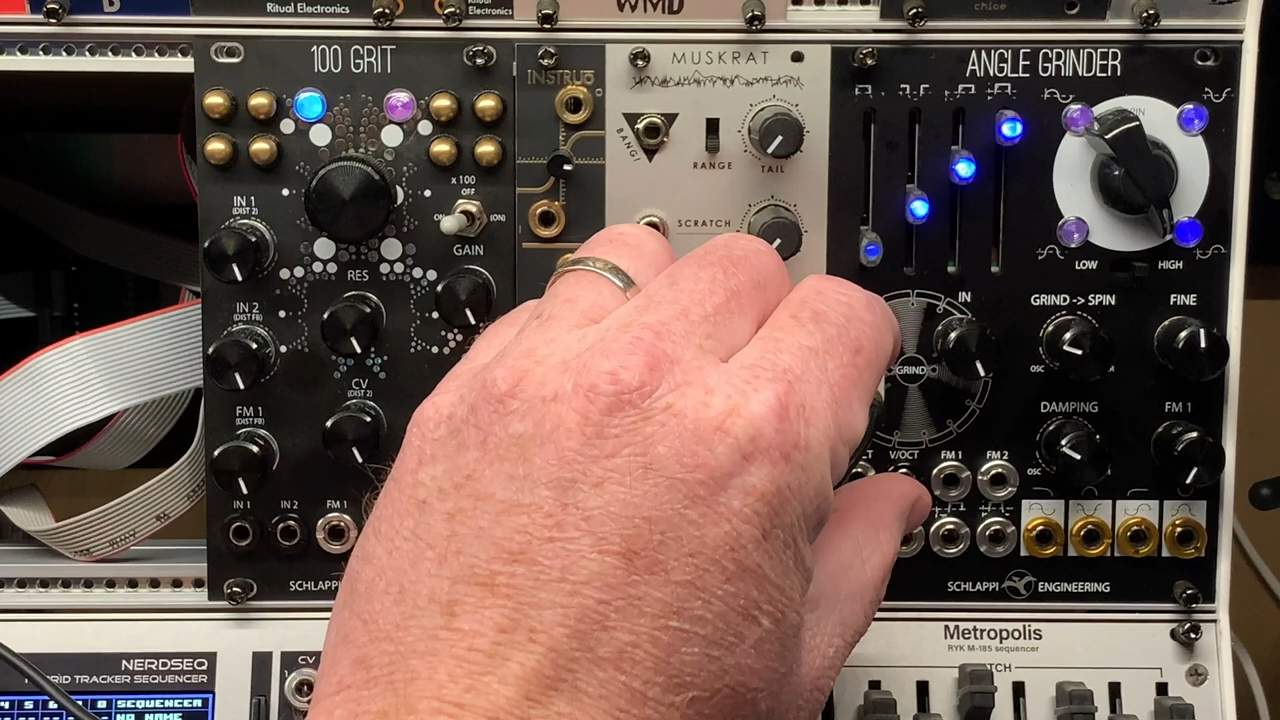 Ritual Electronics
Ritual
Electronics
WMD
chloe
100 GRIT
INSTRUŌ
MUSKRAT
ANGLE GRINDER
BANG!
RANGE
TAIL
x 100
OFF
ON
(ON)
IN 1
(DIST 2)
GAIN
SCRATCH
SPIN
LOW
HIGH
RES
IN 2
(DIST FB)
IN
GRIND -> SPIN
FINE
GRIND
OSC
CV
(DIST 2)
DAMPING
FM 1
FM 1
(DIST FB)
OSC
V/OCT
FM 1
FM 2
IN 1
IN 2
FM 1
SCHLAPPI
SCHLAPPI ENGINEERING
NERDSEQ
TRACKER SEQUENCER
SEQUENCER
NO NAME
CV
Metropolis
RYK M-185 sequencer